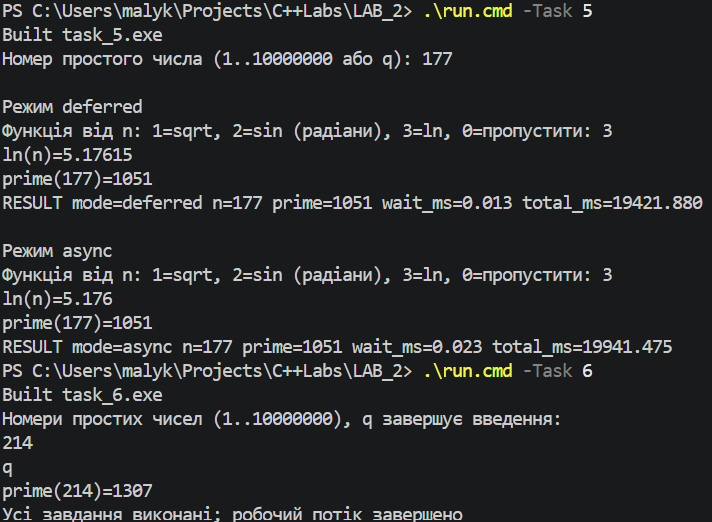 PS C:\Users\malyk\Projects\C++Labs\LAB_2> .\run.cmd -Task 5
Built task_5.exe
Номер простого числа (1..10000000 або q): 177
Режим deferred
Функція від n: 1=sqrt, 2=sin (радіани), 3=ln, 0=пропустити: 3
ln(n)=5.17615
prime(177)=1051
RESULT mode=deferred n=177 prime=1051 wait_ms=0.013 total_ms=19421.880
Режим async
Функція від n: 1=sqrt, 2=sin (радіани), 3=ln, 0=пропустити: 3
ln(n)=5.176
prime(177)=1051
RESULT mode=async n=177 prime=1051 wait_ms=0.023 total_ms=19941.475
PS C:\Users\malyk\Projects\C++Labs\LAB_2> .\run.cmd -Task 6
Built task_6.exe
Номери простих чисел (1..10000000), q завершує введення:
214
q
prime(214)=1307
Усі завдання виконані; робочий потік завершено